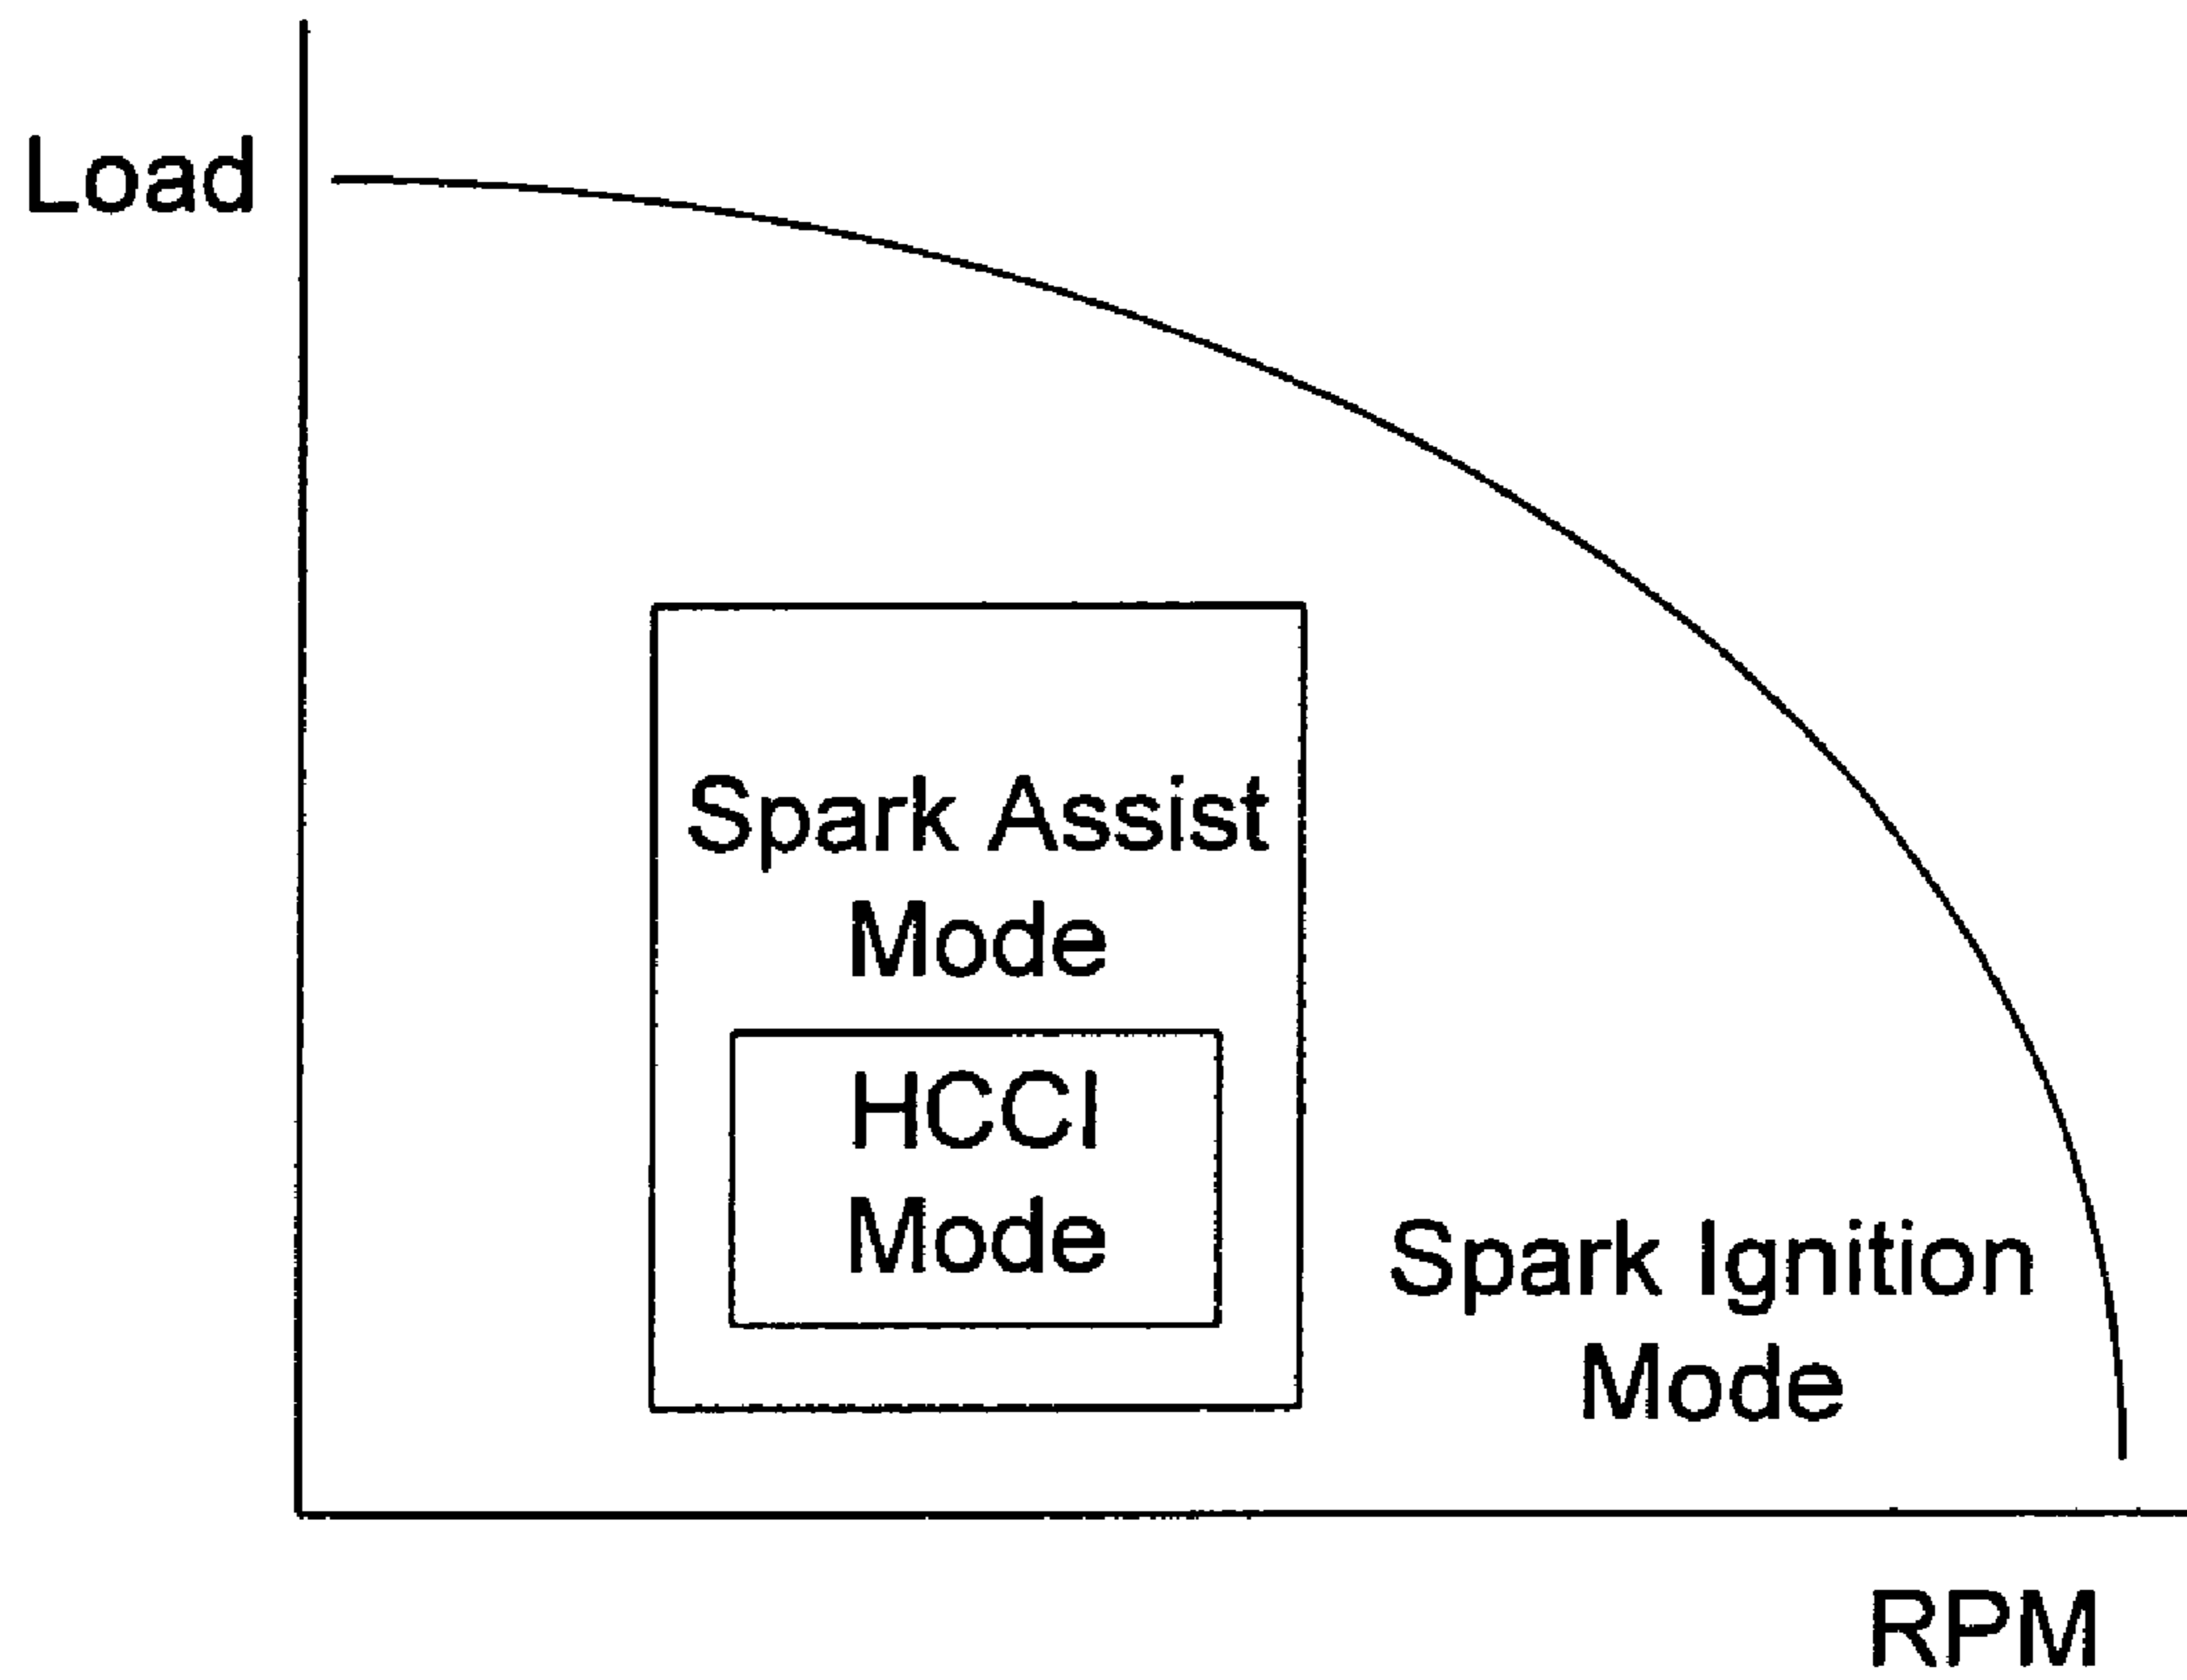 Load
Spark Assist
Mode
HCCI
Mode
Spark Ignition
Mode
RPM